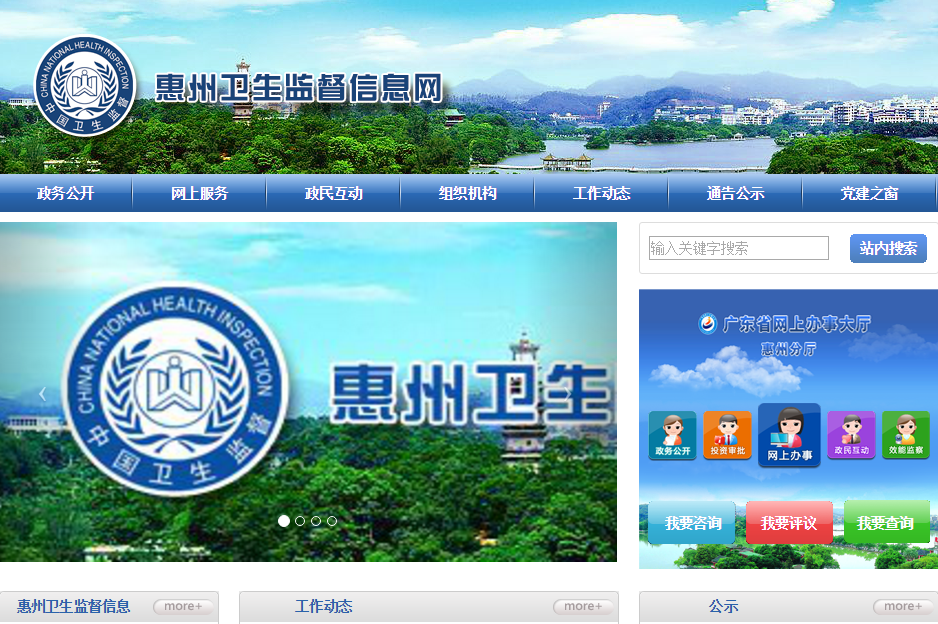 CHINA NATIONAL HEALTH INSPECTION
中国卫生监督
惠州卫生监督信息网
政务公开 网上服务 政民互动 组织机构 工作动态 通告公示 党建之窗
输入关键字搜索 站内搜索
CHINA NATIONAL HEALTH INSPECTION
中国卫生监督
惠州卫生
广东省网上办事大厅
惠州分厅
政务公开 投资审批 网上办事 政民互动 效能监察
我要咨询 我要评议 我要查询
惠州卫生监督信息 more+ 工作动态 more+ 公示 more+